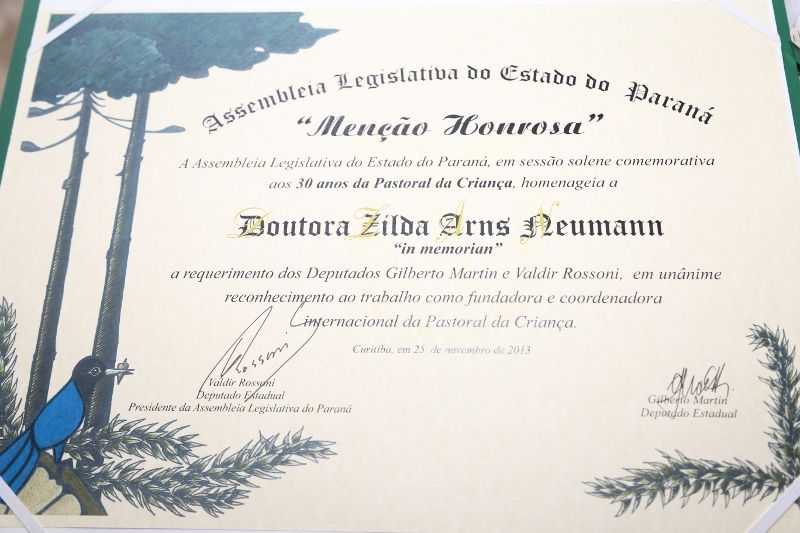 Assembleia Legislativa do Estado do Paraná
“Menção Honrosa”
A Assembleia Legislativa do Estado do Paraná, em sessão solene comemorativa
aos 30 anos da Pastoral da Criança, homenageia a
Doutora Zilda Arns Neumann
“in memorian”
a requerimento dos Deputados Gilberto Martin e Valdir Rossoni, em unânime
reconhecimento ao trabalho como fundadora e coordenadora
internacional da Pastoral da Criança.
Curitiba, em 25 de novembro de 2013
Rossoni
Valdir Rossoni
Deputado Estadual
Presidente da Assembleia Legislativa do Paraná
Gilberto Martin
Deputado Estadual